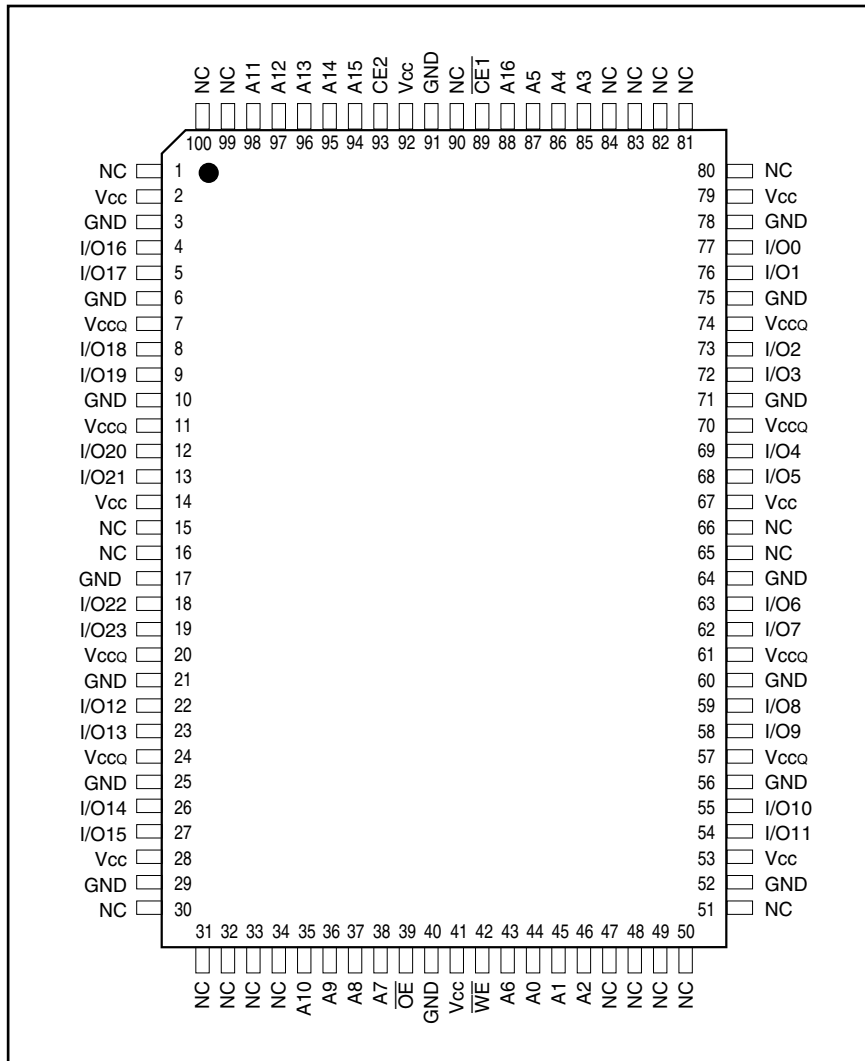 NC NC A11 A12 A13 A14 A15 CE2 Vcc GND NC CE1 A16 A5 A4 A3 NC NC NC NC
100 99 98 97 96 95 94 93 92 91 90 89 88 87 86 85 84 83 82 81
NC 1 80 NC
Vcc 2 79 Vcc
GND 3 78 GND
I/O16 4 77 I/O0
I/O17 5 76 I/O1
GND 6 75 GND
VccQ 7 74 VccQ
I/O18 8 73 I/O2
I/O19 9 72 I/O3
GND 10 71 GND
VccQ 11 70 VccQ
I/O20 12 69 I/O4
I/O21 13 68 I/O5
Vcc 14 67 Vcc
NC 15 66 NC
NC 16 65 NC
GND 17 64 GND
I/O22 18 63 I/O6
I/O23 19 62 I/O7
VccQ 20 61 VccQ
GND 21 60 GND
I/O12 22 59 I/O8
I/O13 23 58 I/O9
VccQ 24 57 VccQ
GND 25 56 GND
I/O14 26 55 I/O10
I/O15 27 54 I/O11
Vcc 28 53 Vcc
GND 29 52 GND
NC 30 51 NC
31 32 33 34 35 36 37 38 39 40 41 42 43 44 45 46 47 48 49 50
NC NC NC NC A10 A9 A8 A7 OE GND Vcc WE A6 A0 A1 A2 NC NC NC NC